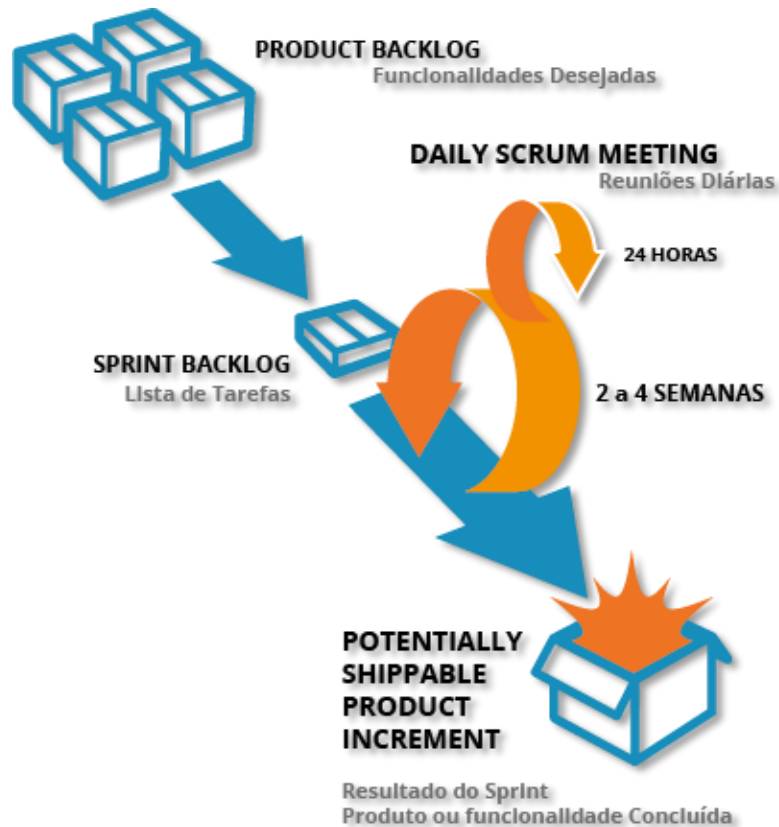 PRODUCT BACKLOG
Funcionalidades Desejadas
DAILY SCRUM MEETING
Reuniões Diárias
24 HORAS
SPRINT BACKLOG
Lista de Tarefas
2 a 4 SEMANAS
POTENTIALLY
SHIPPABLE
PRODUCT
INCREMENT
Resultado do Sprint
Produto ou funcionalidade Concluída